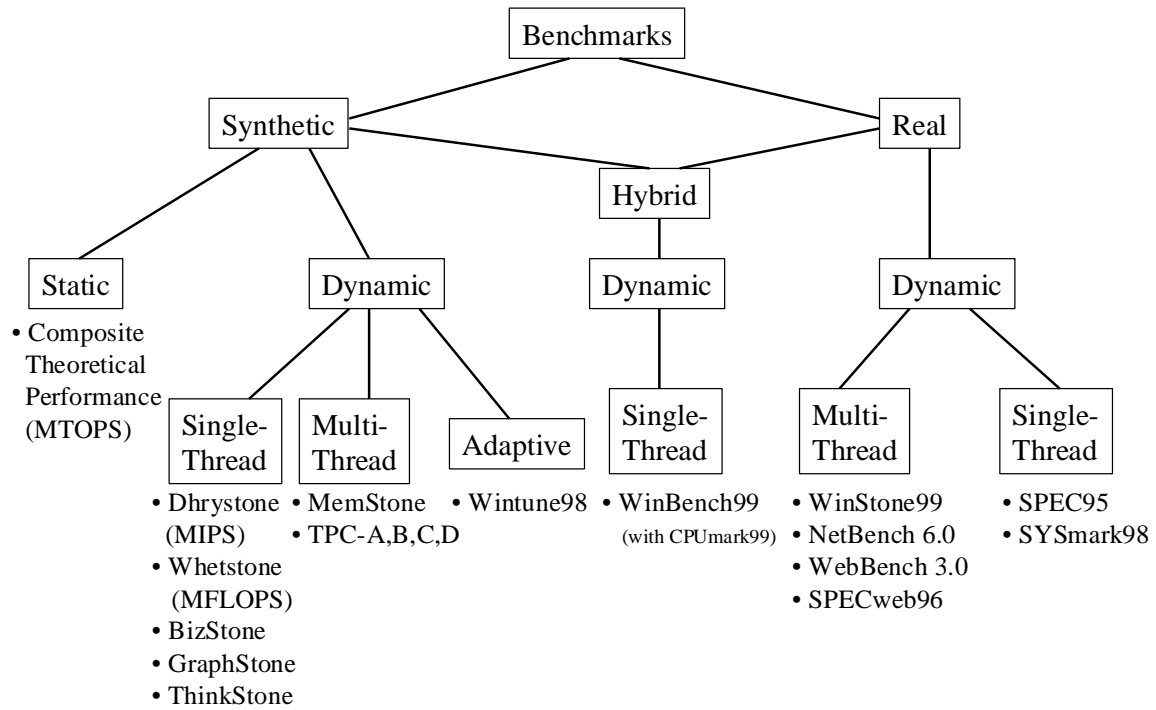 Benchmarks
Synthetic
Real
Hybrid
Static
Dynamic
Dynamic
Dynamic
• Composite
Theoretical
Performance
(MTOPS)
Single-
Thread
Multi-
Thread
Adaptive
Single-
Thread
Multi-
Thread
Single-
Thread
• Dhrystone
(MIPS)
• Whetstone
(MFLOPS)
• BizStone
• GraphStone
• ThinkStone
• MemStone
• TPC-A,B,C,D
• Wintune98
• WinBench99
(with CPUmark99)
• WinStone99
• NetBench 6.0
• WebBench 3.0
• SPECweb96
• SPEC95
• SYSmark98